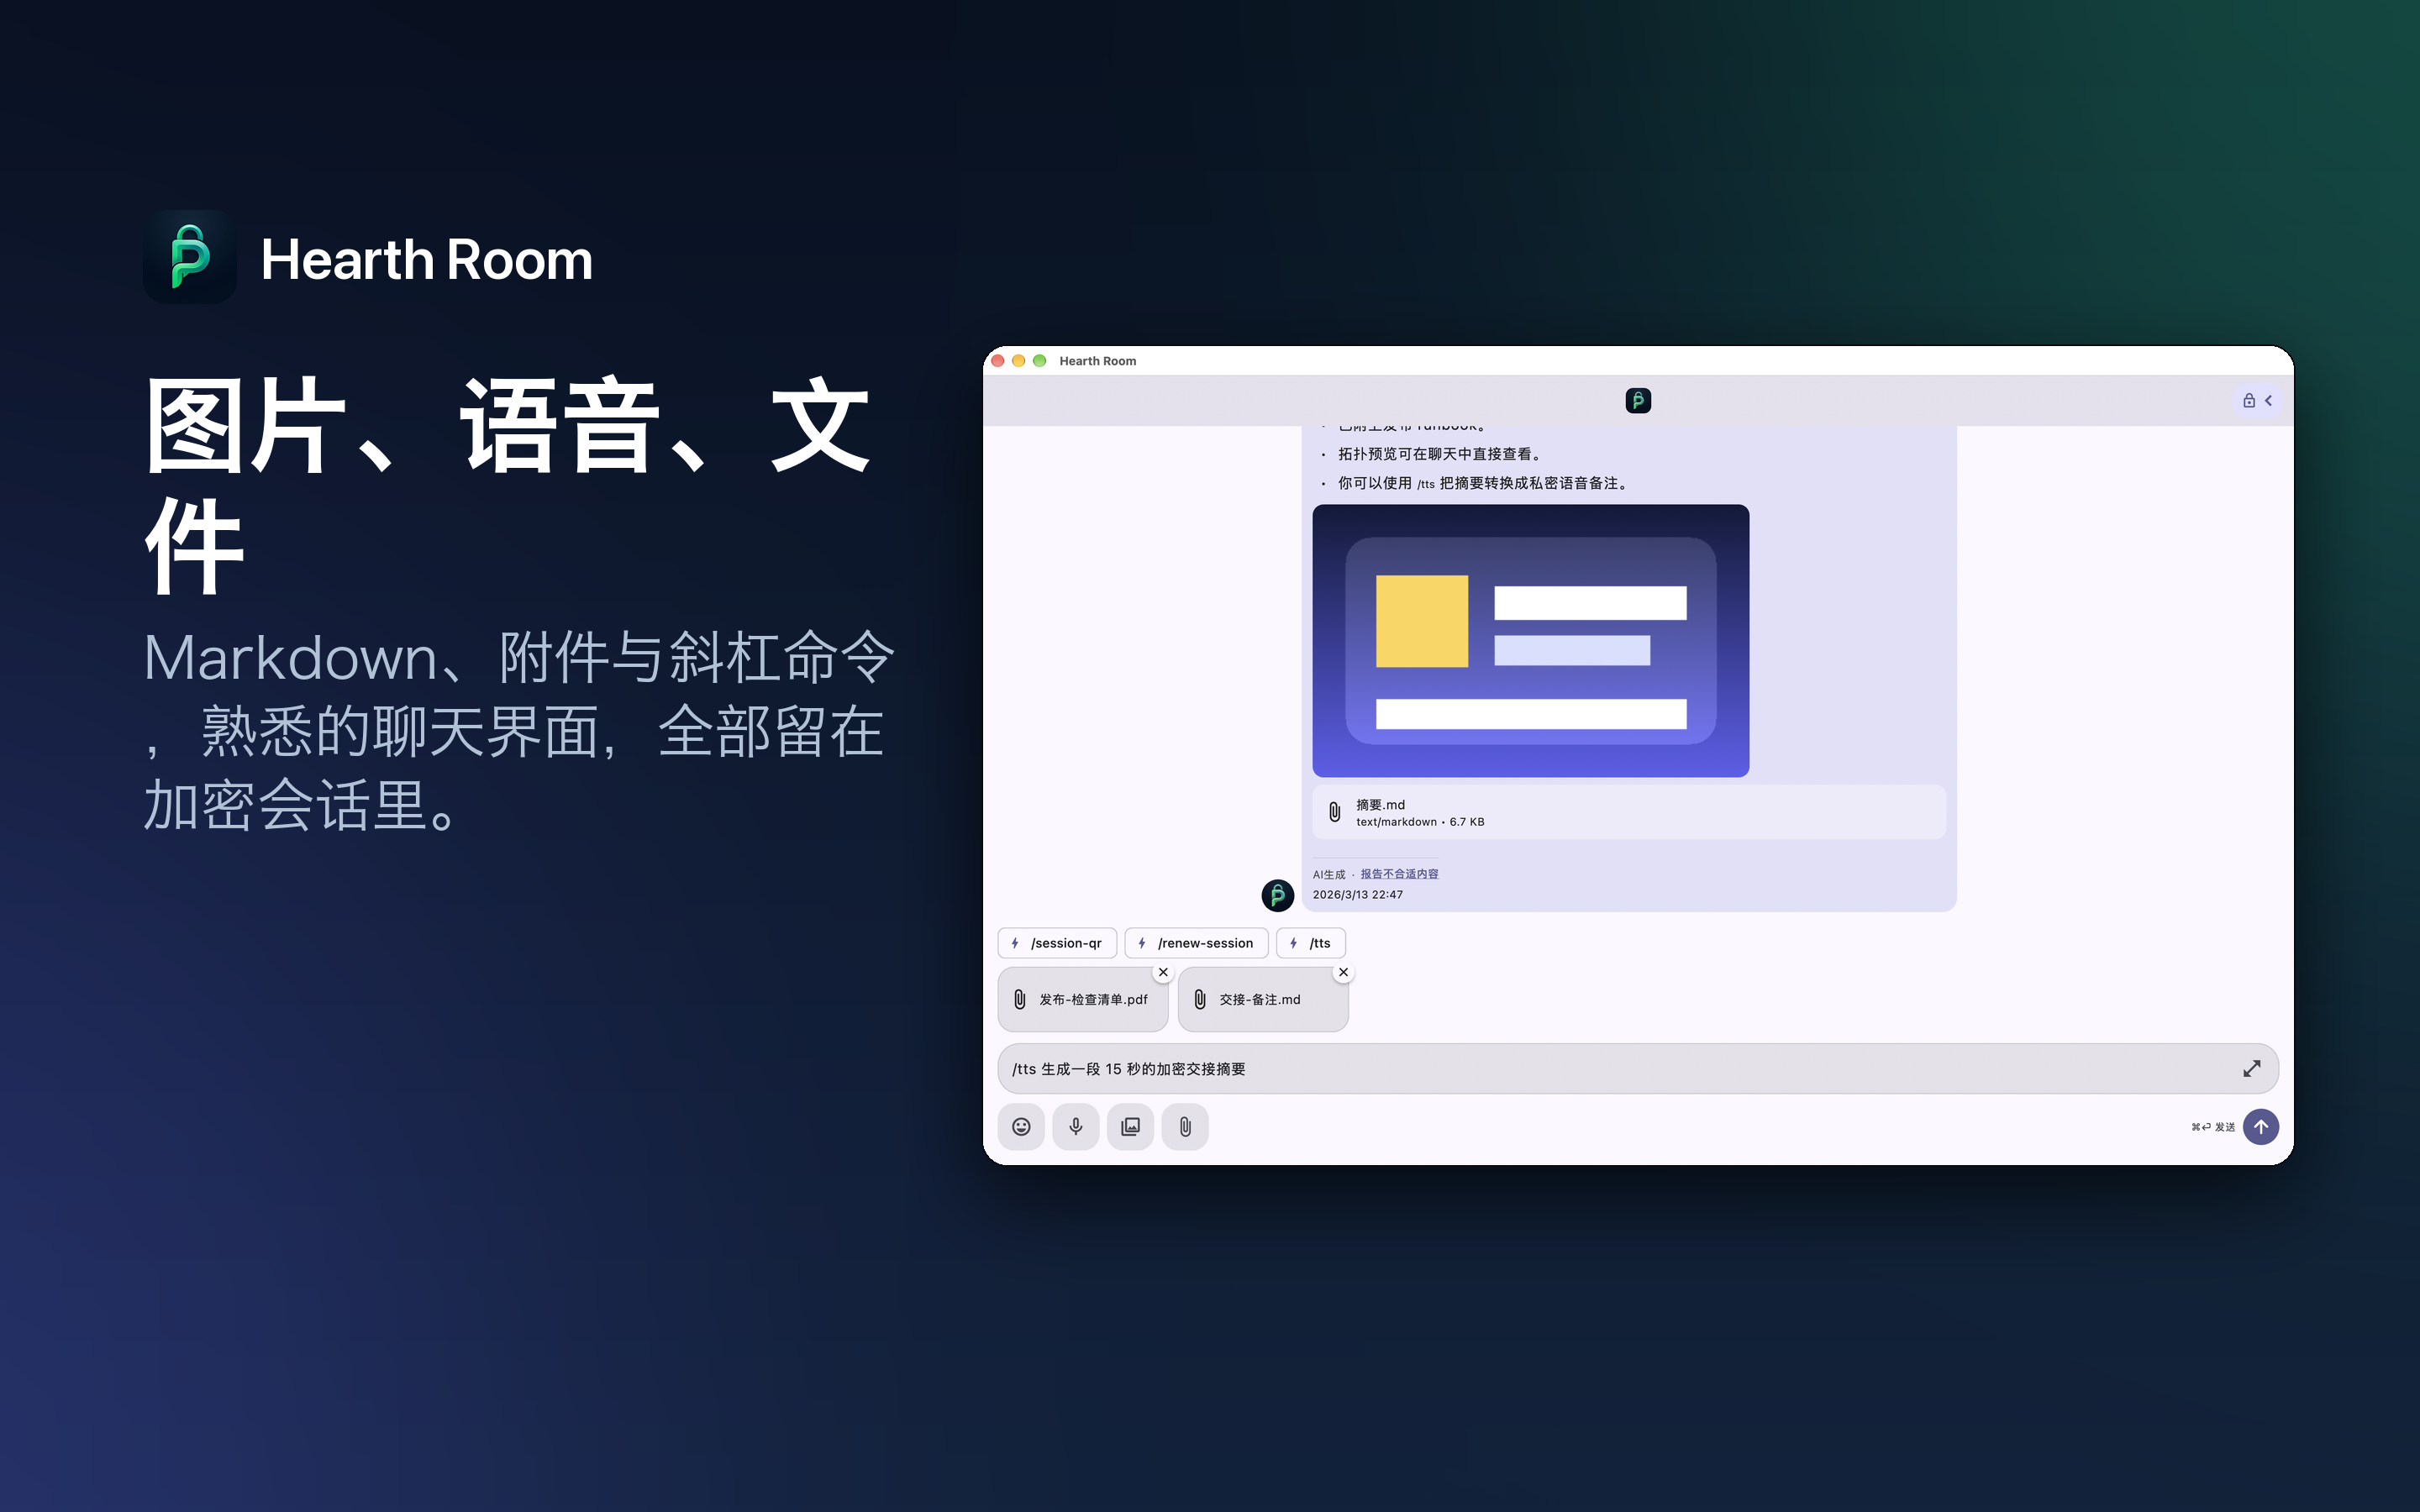 Hearth Room
图片、语音、文
件
Markdown、附件与斜杠命令
，熟悉的聊天界面，全部留在
加密会话里。
Hearth Room
• 已附上发布 runbook。
• 拓扑预览可在聊天中直接查看。
• 你可以使用 /tts 把摘要转换成私密语音备注。
摘要.md
text/markdown • 6.7 KB
AI生成 · 报告不合适内容
2026/3/13 22:47
/session-qr /renew-session /tts
发布-检查清单.pdf 交接-备注.md
/tts 生成一段 15 秒的加密交接摘要
⌘⏎ 发送